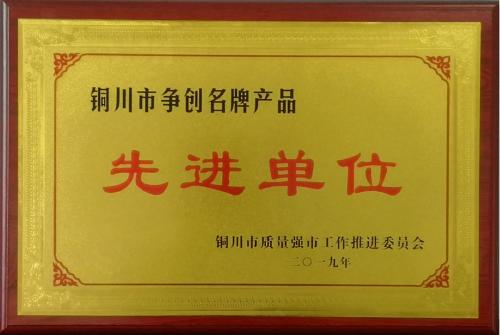 铜川市争创名牌产品
先进单位
铜川市质量强市工作推进委员会
二〇一九年